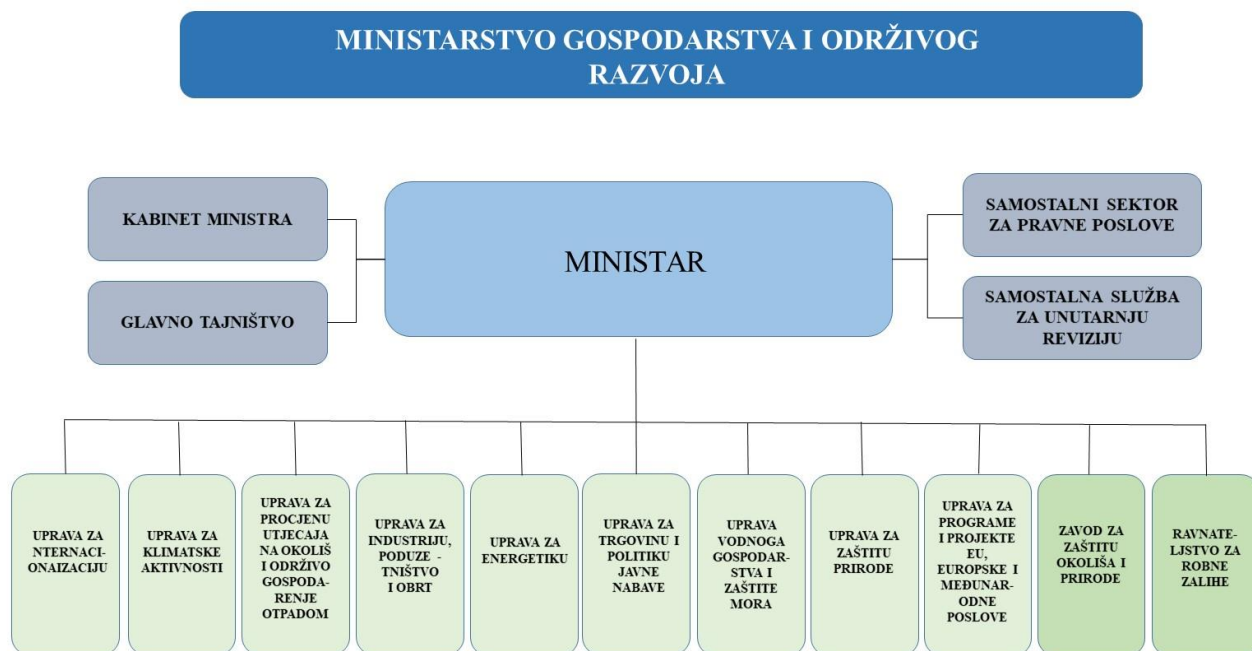 MINISTARSTVO GOSPODARSTVA I ODRŽIVOG
RAZVOJA
KABINET MINISTRA
GLAVNO TAJNIŠTVO
MINISTAR
SAMOSTALNI SEKTOR
ZA PRAVNE POSLOVE
SAMOSTALNA SLUŽBA
ZA UNUTARNJU
REVIZIJU
UPRAVA ZA
NTERNACI-
ONAIZACIJU
UPRAVA ZA
KLIMATSKE
AKTIVNOSTI
UPRAVA ZA
PROCJENU
UTJECAJA
NA OKOLIŠ
I ODRŽIVO
GOSPODA-
RENJE
OTPADOM
UPRAVA ZA
INDUSTRIJU,
PODUZE -
TNIŠTVO
I OBRT
UPRAVA ZA
ENERGETIKU
UPRAVA ZA
TRGOVINU I
POLITIKU
JAVNE
NABAVE
UPRAVA
VODNOGA
GOSPODAR-
STVA I
ZAŠTITE
MORA
UPRAVA ZA
ZAŠTITU
PRIRODE
UPRAVA ZA
PROGRAME
I PROJEKTE
EU,
EUROPSKE I
MEĐUNAR-
ODNE
POSLOVE
ZAVOD ZA
ZAŠTITU
OKOLIŠA I
PRIRODE
RAVNATE-
LJSTVO ZA
ROBNE
ZALIHE